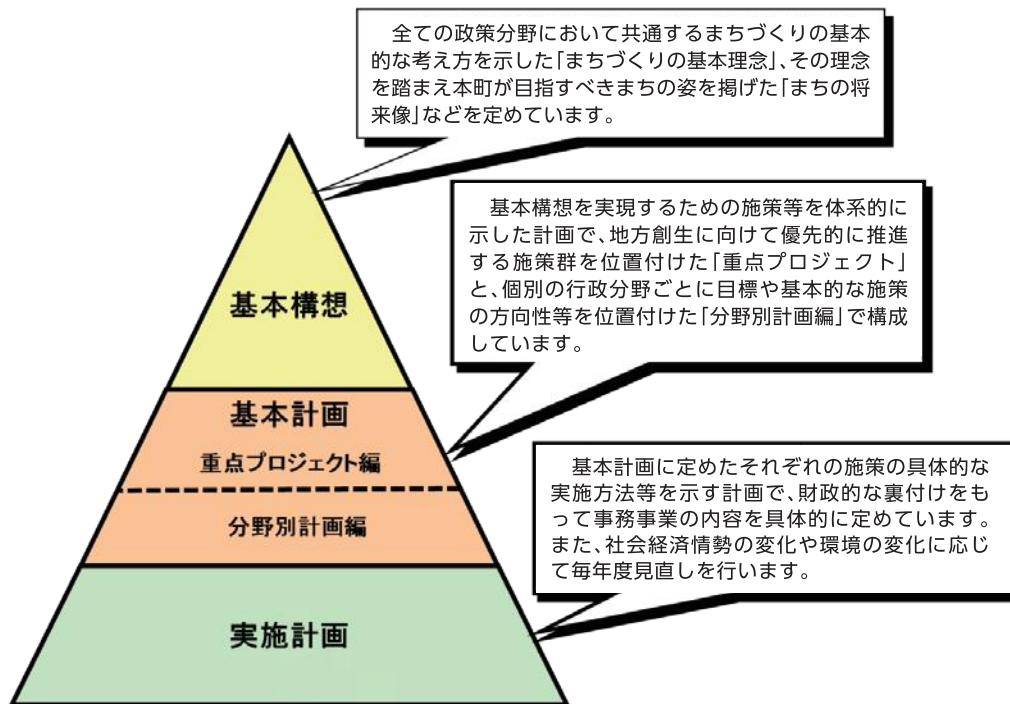 全ての政策分野において共通するまちづくりの基本
的な考え方を示した｢まちづくりの基本理念｣、その理念
を踏まえ本町が目指すべきまちの姿を掲げた｢まちの将
来像｣などを定めています。
基本構想を実現するための施策等を体系的に
示した計画で、地方創生に向けて優先的に推進
する施策群を位置付けた｢重点プロジェクト｣
と、個別の行政分野ごとに目標や基本的な施策
の方向性等を位置付けた｢分野別計画編｣で構成
しています。
基本計画に定めたそれぞれの施策の具体的な
実施方法等を示す計画で、財政的な裏付けをも
って事務事業の内容を具体的に定めています。
また、社会経済情勢の変化や環境の変化に応じ
て毎年度見直しを行います。
基本構想
基本計画
重点プロジェクト編
分野別計画編
実施計画